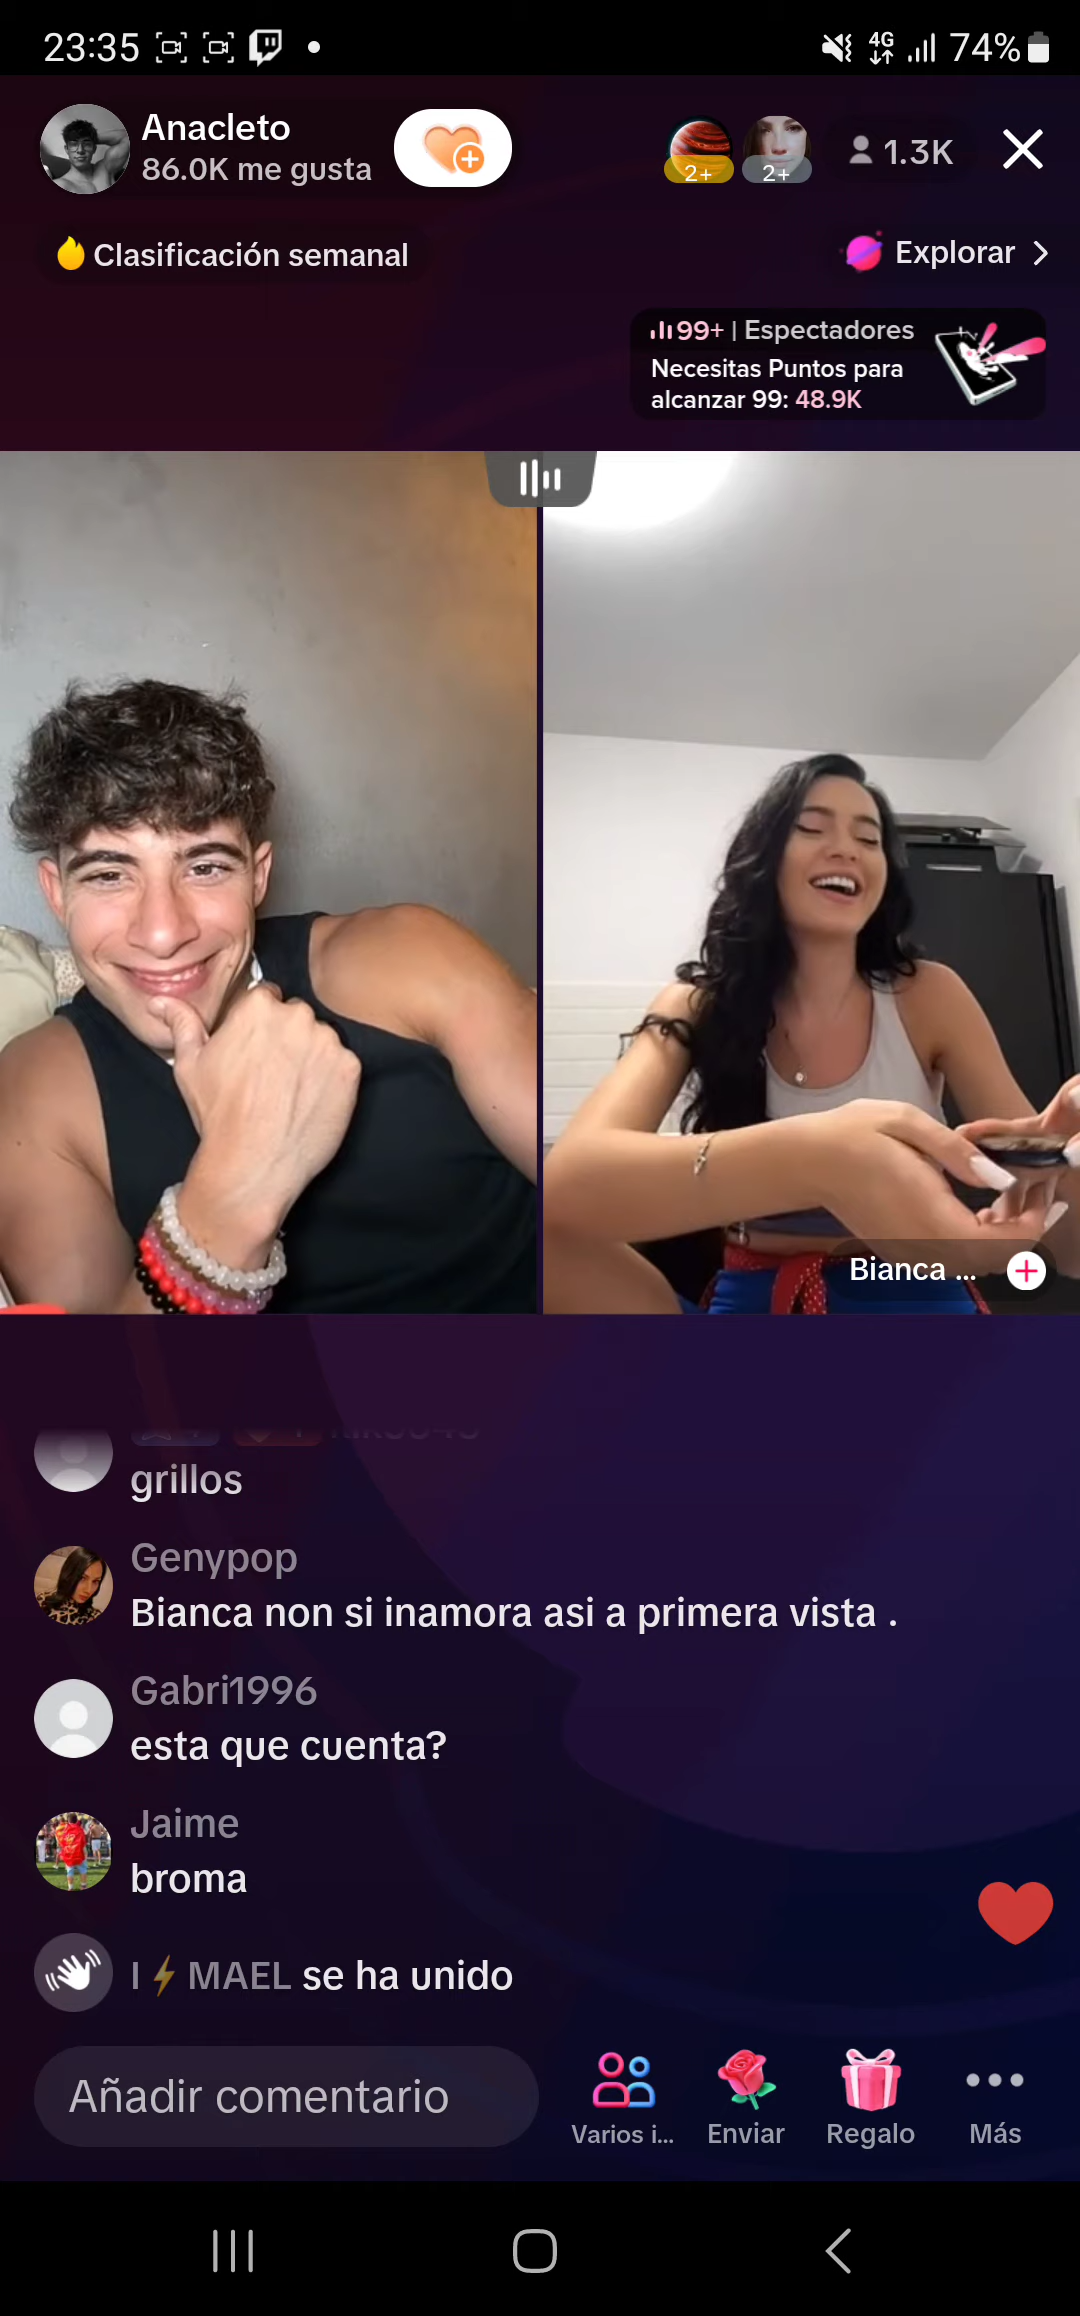 23:35
4G
74%
Anacleto
86.0K me gusta
2+
2+
1.3K
Clasificación semanal
Explorar
99+ | Espectadores
Necesitas Puntos para
alcanzar 99: 48.9K
Bianca ...
grillos
Genypop
Bianca non si inamora asi a primera vista .
Gabri1996
esta que cuenta?
Jaime
broma
I⚡MAEL se ha unido
Añadir comentario
Varios i...
Enviar
Regalo
Más